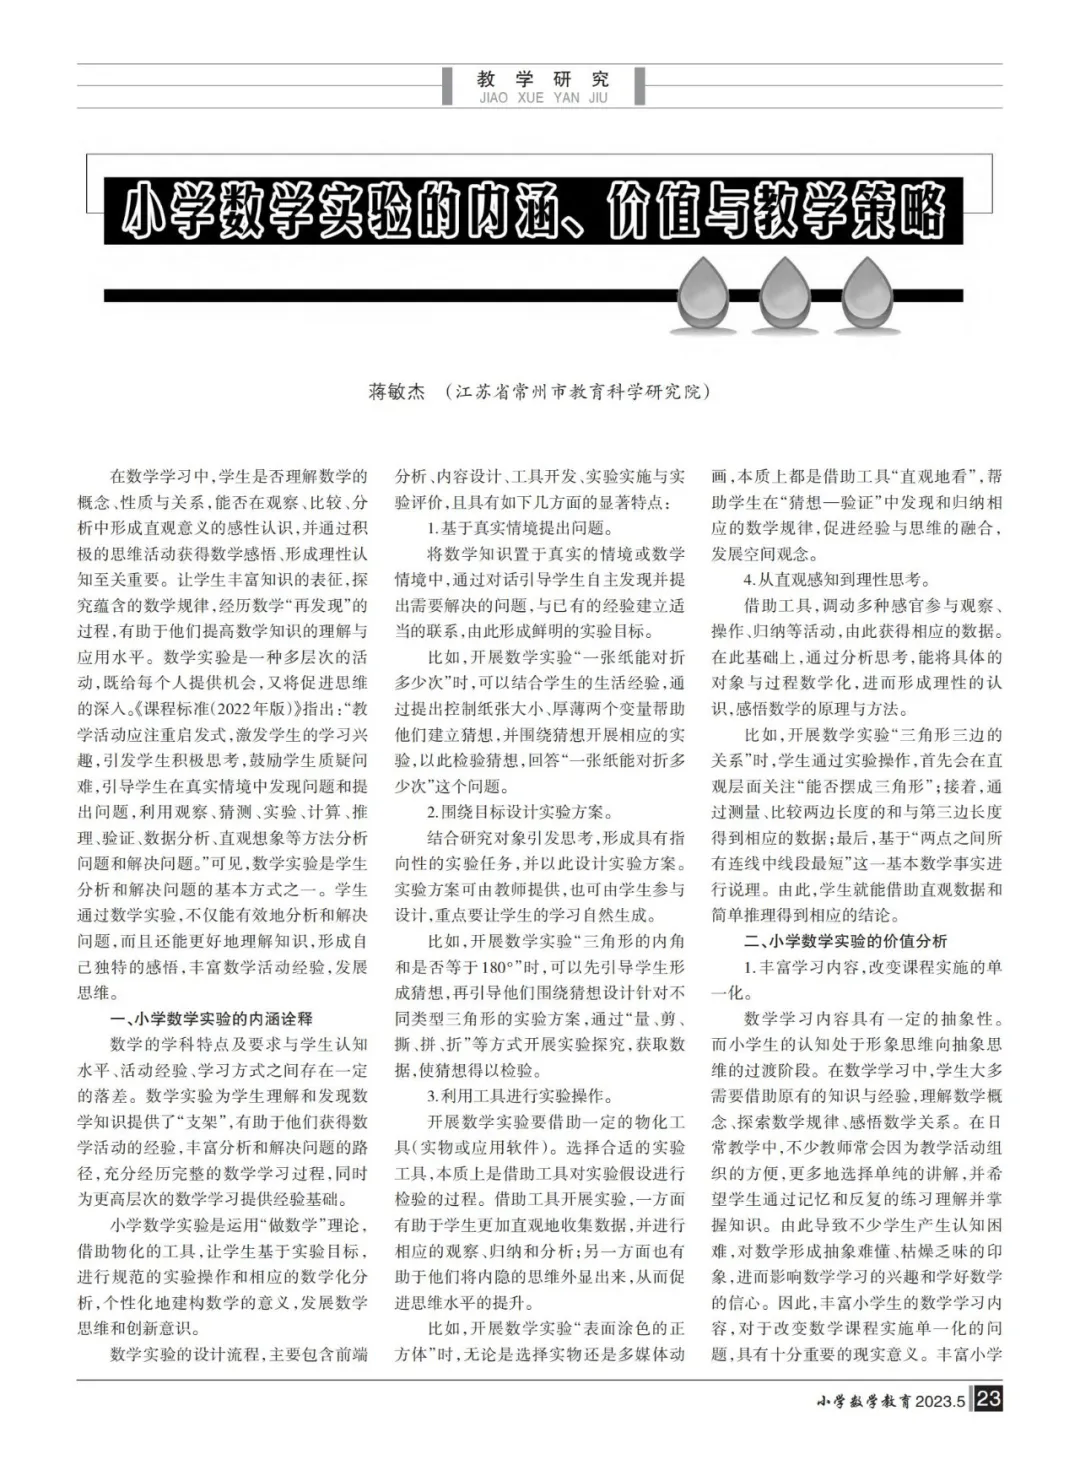 教学研究
JIAO XUE YAN JIU
小学数学实验的内涵、价值与教学策略
蒋敏杰 （江苏省常州市教育科学研究院）
在数学学习中，学生是否理解数学的
概念、性质与关系，能否在观察、比较、分
析中形成直观意义的感性认识，并通过积
极的思维活动获得数学感悟、形成理性认
知至关重要。让学生丰富知识的表征，探
究蕴含的数学规律，经历数学“再发现”的
过程，有助于他们提高数学知识的理解与
应用水平。数学实验是一种多层次的活
动，既给每个人提供机会，又将促进思维
的深入。《课程标准（2022年版）》指出：“教
学活动应注重启发式，激发学生的学习兴
趣，引发学生积极思考，鼓励学生质疑问
难，引导学生在真实情境中发现问题和提
出问题，利用观察、猜测、实验、计算、推
理、验证、数据分析、直观想象等方法分析
问题和解决问题。”可见，数学实验是学生
分析和解决问题的基本方式之一。学生
通过数学实验，不仅能有效地分析和解决
问题，而且还能更好地理解知识，形成自
己独特的感悟，丰富数学活动经验，发展
思维。
一、小学数学实验的内涵诠释
数学的学科特点及要求与学生认知
水平、活动经验、学习方式之间存在一定
的落差。数学实验为学生理解和发现数
学知识提供了“支架”，有助于他们获得数
学活动的经验，丰富分析和解决问题的路
径，充分经历完整的数学学习过程，同时
为更高层次的数学学习提供经验基础。
小学数学实验是运用“做数学”理论，
借助物化的工具，让学生基于实验目标，
进行规范的实验操作和相应的数学化分
析，个性化地建构数学的意义，发展数学
思维和创新意识。
数学实验的设计流程，主要包含前端
分析、内容设计、工具开发、实验实施与实
验评价，且具有如下几方面的显著特点：
1.基于真实情境提出问题。
将数学知识置于真实的情境或数学
情境中，通过对话引导学生自主发现并提
出需要解决的问题，与已有的经验建立适
当的联系，由此形成鲜明的实验目标。
比如，开展数学实验“一张纸能对折
多少次”时，可以结合学生的生活经验，通
过提出控制纸张大小、厚薄两个变量帮助
他们建立猜想，并围绕猜想开展相应的实
验，以此检验猜想，回答“一张纸能对折多
少次”这个问题。
2.围绕目标设计实验方案。
结合研究对象引发思考，形成具有指
向性的实验任务，并以此设计实验方案。
实验方案可由教师提供，也可由学生参与
设计，重点要让学生的学习自然生成。
比如，开展数学实验“三角形的内角
和是否等于180°”时，可以先引导学生形
成猜想，再引导他们围绕猜想设计针对不
同类型三角形的实验方案，通过“量、剪、
撕、拼、折”等方式开展实验探究，获取数
据，使猜想得以检验。
3.利用工具进行实验操作。
开展数学实验要借助一定的物化工
具（实物或应用软件）。选择合适的实验
工具，本质上是借助工具对实验假设进行
检验的过程。借助工具开展实验，一方面
有助于学生更加直观地收集数据，并进行
相应的观察、归纳和分析；另一方面也有
助于他们将内隐的思维外显出来，从而促
进思维水平的提升。
比如，开展数学实验“表面涂色的正
方体”时，无论是选择实物还是多媒体动
画，本质上都是借助工具“直观地看”，帮
助学生在“猜想—验证”中发现和归纳相
应的数学规律，促进经验与思维的融合，
发展空间观念。
4.从直观感知到理性思考。
借助工具，调动多种感官参与观察、
操作、归纳等活动，由此获得相应的数据。
在此基础上，通过分析思考，能将具体的
对象与过程数学化，进而形成理性的认
识，感悟数学的原理与方法。
比如，开展数学实验“三角形三边的
关系”时，学生通过实验操作，首先会在直
观层面关注“能否摆成三角形”；接着，通
过测量、比较两边长度的和与第三边长度
得到相应的数据；最后，基于“两点之间所
有连线中线段最短”这一基本数学事实进
行说理。由此，学生就能借助直观数据和
简单推理得到相应的结论。
二、小学数学实验的价值分析
1.丰富学习内容，改变课程实施的单
一化。
数学学习内容具有一定的抽象性。
而小学生的认知处于形象思维向抽象思
维的过渡阶段。在数学学习中，学生大多
需要借助原有的知识与经验，理解数学概
念、探索数学规律、感悟数学关系。在日
常教学中，不少教师常会因为教学活动组
织的方便，更多地选择单纯的讲解，并希
望学生通过记忆和反复的练习理解并掌
握知识。由此导致不少学生产生认知困
难，对数学形成抽象难懂、枯燥乏味的印
象，进而影响数学学习的兴趣和学好数学
的信心。因此，丰富小学生的数学学习内
容，对于改变数学课程实施单一化的问
题，具有十分重要的现实意义。丰富小学
小学数学教育 2023.5 23